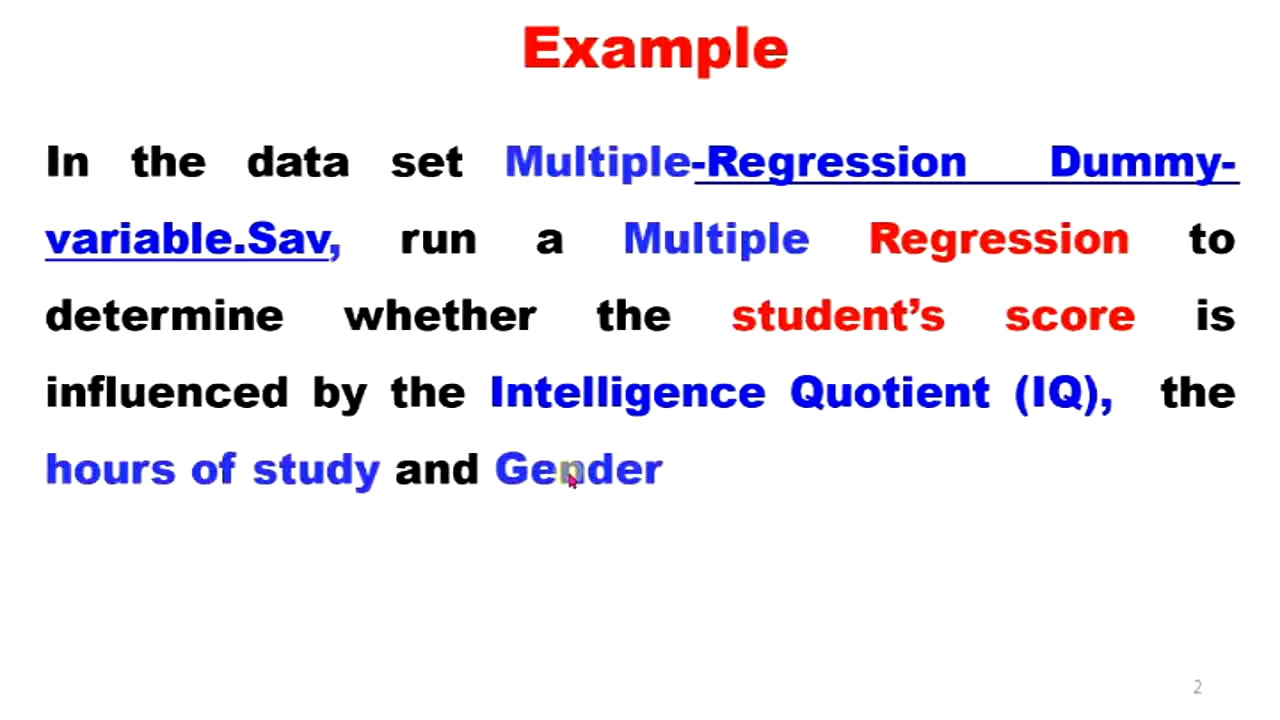 Example
In the data set Multiple-Regression Dummy-
variable.Sav, run a Multiple Regression to
determine whether the student’s score is
influenced by the Intelligence Quotient (IQ), the
hours of study and Gender
2